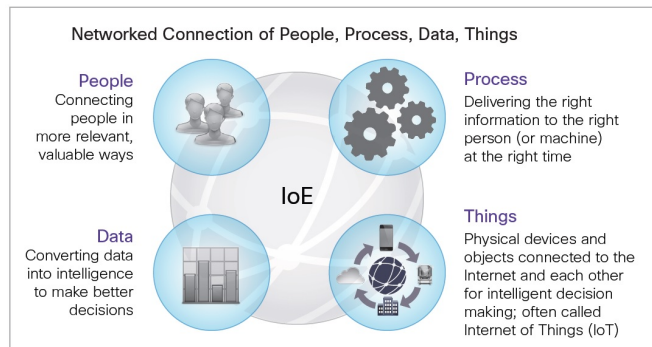 Networked Connection of People, Process, Data, Things
People
Connecting
people in
more relevant,
valuable ways
Process
Delivering the right
information to the right
person (or machine)
at the right time
IoE
Data
Converting data
into intelligence
to make better
decisions
Things
Physical devices and
objects connected to the
Internet and each other
for intelligent decision
making; often called
Internet of Things (IoT)